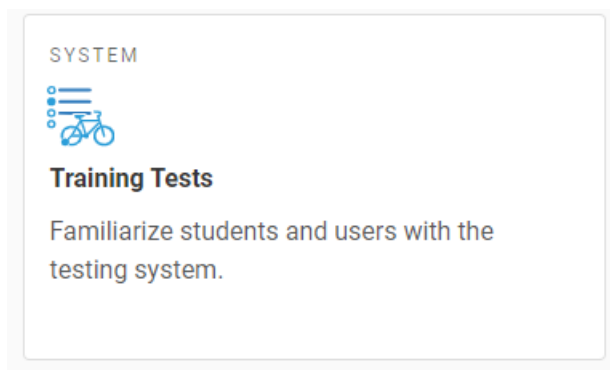 SYSTEM
Training Tests
Familiarize students and users with the
testing system.